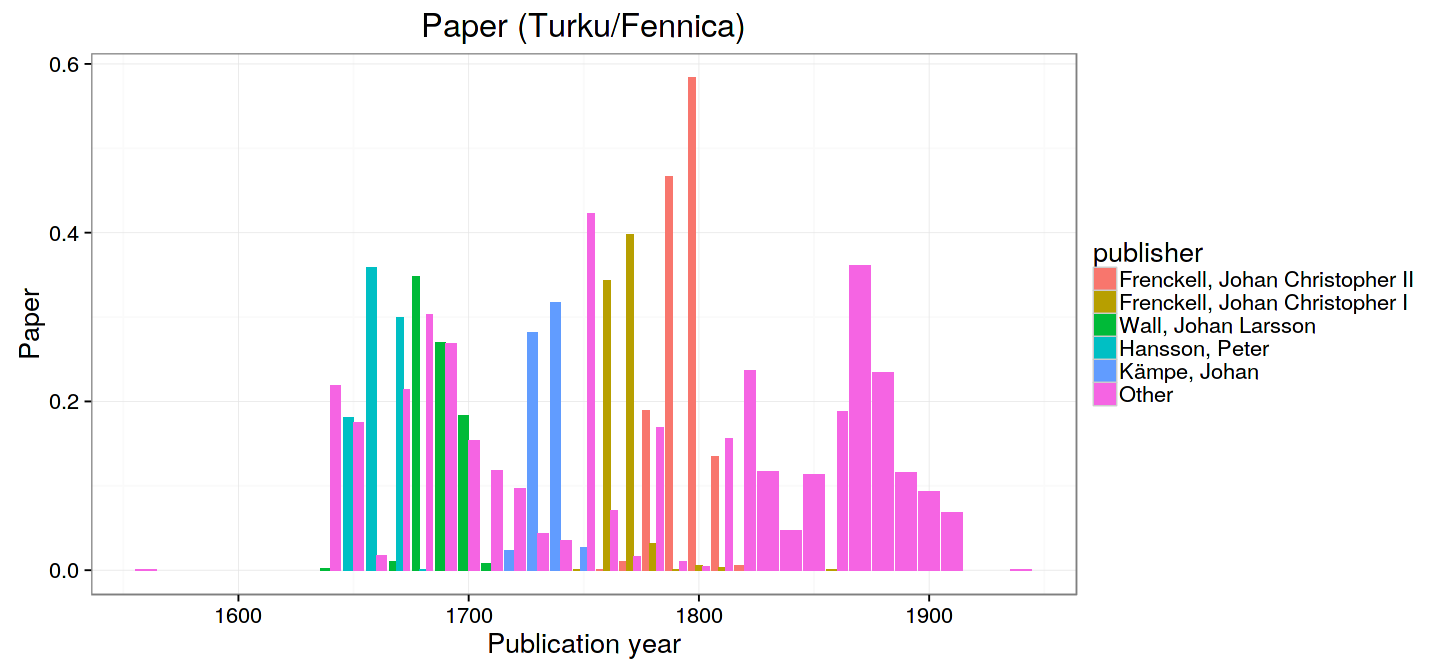 Paper (Turku/Fennica)
0.6
0.4
0.2
0.0
Paper
1600 1700 1800 1900
Publication year
publisher
Frenckell, Johan Christopher II
Frenckell, Johan Christopher I
Wall, Johan Larsson
Hansson, Peter
Kämpe, Johan
Other